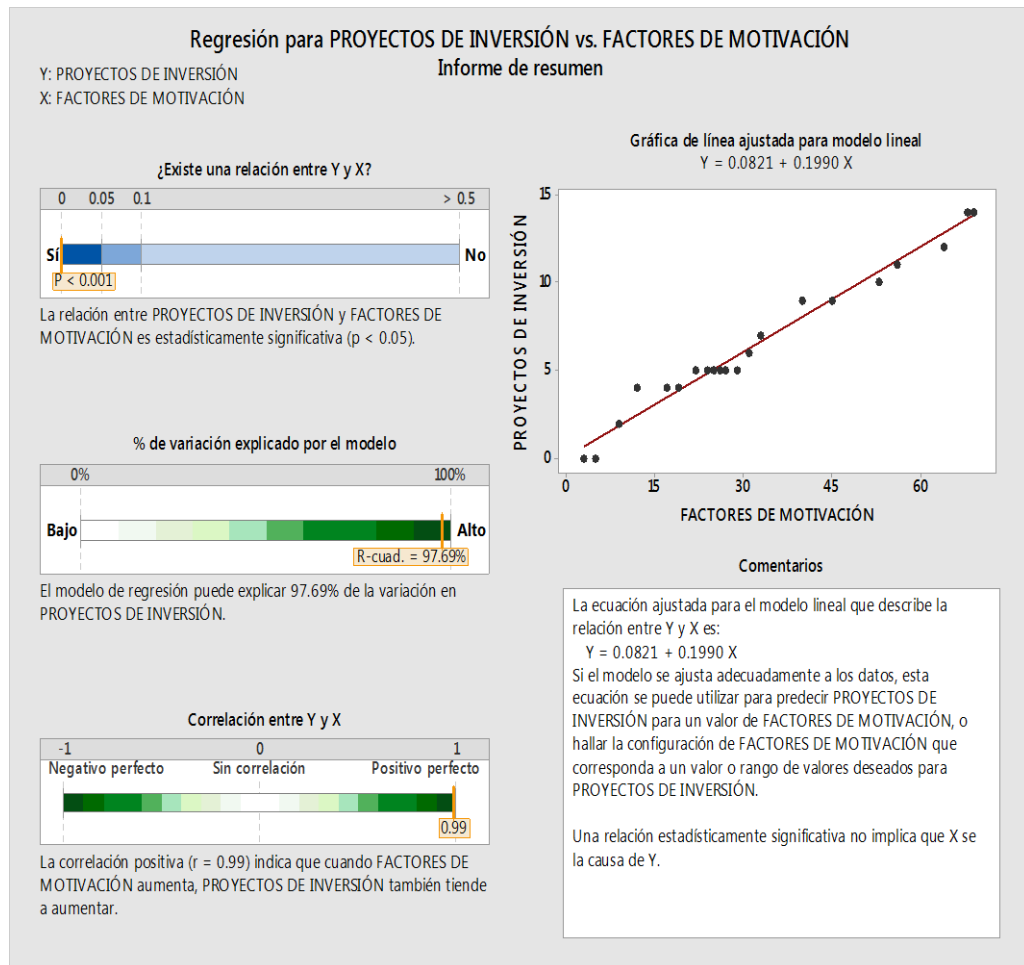 Regresión para PROYECTOS DE INVERSIÓN vs. FACTORES DE MOTIVACIÓN
Informe de resumen
Y: PROYECTOS DE INVERSIÓN
X: FACTORES DE MOTIVACIÓN
¿Existe una relación entre Y y X?
0 0.05 0.1 > 0.5
Sí No
P < 0.001
La relación entre PROYECTOS DE INVERSIÓN y FACTORES DE
MOTIVACIÓN es estadísticamente significativa (p < 0.05).
% de variación explicado por el modelo
0% 100%
Bajo Alto
R-cuad. = 97.69%
El modelo de regresión puede explicar 97.69% de la variación en
PROYECTOS DE INVERSIÓN.
Correlación entre Y y X
-1 0 1
Negativo perfecto Sin correlación Positivo perfecto
0.99
La correlación positiva (r = 0.99) indica que cuando FACTORES DE
MOTIVACIÓN aumenta, PROYECTOS DE INVERSIÓN también tiende
a aumentar.
Gráfica de línea ajustada para modelo lineal
Y = 0.0821 + 0.1990 X
15
10
5
0
PROYECTOS DE INVERSIÓN
0 15 30 45 60
FACTORES DE MOTIVACIÓN
Comentarios
La ecuación ajustada para el modelo lineal que describe la
relación entre Y y X es:
Y = 0.0821 + 0.1990 X
Si el modelo se ajusta adecuadamente a los datos, esta
ecuación se puede utilizar para predecir PROYECTOS DE
INVERSIÓN para un valor de FACTORES DE MOTIVACIÓN, o
hallar la configuración de FACTORES DE MOTIVACIÓN que
corresponda a un valor o rango de valores deseados para
PROYECTOS DE INVERSIÓN.
Una relación estadísticamente significativa no implica que X se
la causa de Y.